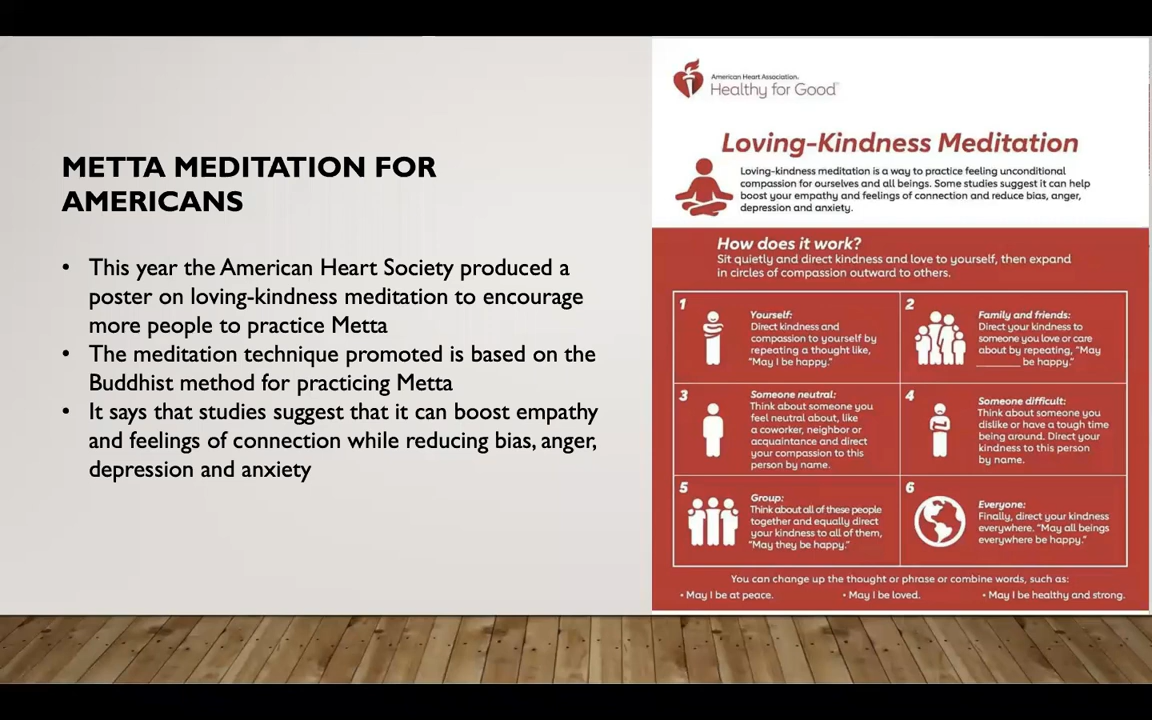 METTA MEDITATION FOR
AMERICANS
• This year the American Heart Society produced a
poster on loving-kindness meditation to encourage
more people to practice Metta
• The meditation technique promoted is based on the
Buddhist method for practicing Metta
• It says that studies suggest that it can boost empathy
and feelings of connection while reducing bias, anger,
depression and anxiety
American Heart Association.
Healthy for Good™
Loving-Kindness Meditation
Loving-kindness meditation is a way to practice feeling unconditional
compassion for ourselves and all beings. Some studies suggest it can help
boost your empathy and feelings of connection and reduce bias, anger,
depression and anxiety.
How does it work?
Sit quietly and direct kindness and love to yourself, then expand
in circles of compassion outward to others.
1
Yourself:
Direct kindness and
compassion to yourself by
repeating a thought like,
"May I be happy."
2
Family and friends:
Direct your kindness to
someone you love or care
about by repeating, "May
________ be happy."
3
Someone neutral:
Think about someone you
feel neutral about, like
a coworker, neighbor or
acquaintance and direct
your compassion to this
person by name.
4
Someone difficult:
Think about someone you
dislike or have a tough time
being around. Direct your
kindness to this person
by name.
5
Group:
Think about all of these people
together and equally direct
your kindness to all of them,
"May they be happy."
6
Everyone:
Finally, direct your kindness
everywhere. "May all beings
everywhere be happy."
You can change up the thought or phrase or combine words, such as:
• May I be at peace. • May I be loved. • May I be healthy and strong.